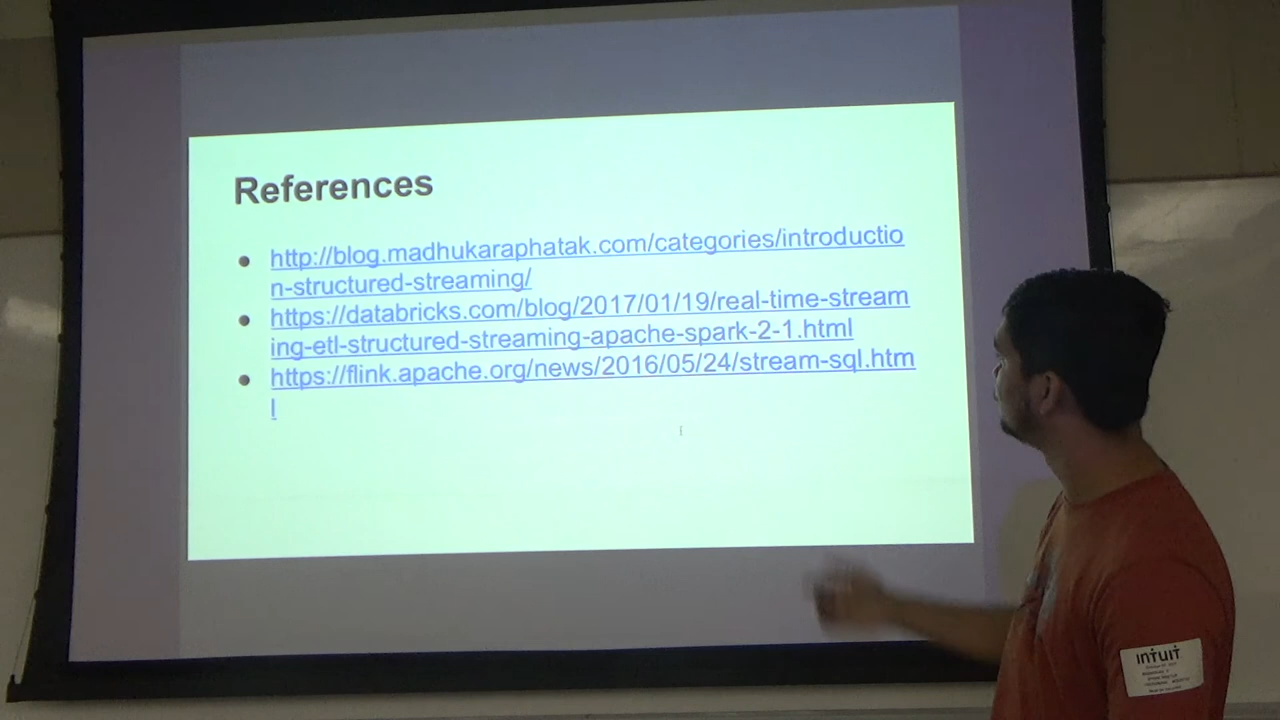 References
http://blog.madhukaraphatak.com/categories/introductio
n-structured-streaming/
https://databricks.com/blog/2017/01/19/real-time-stream
ing-etl-structured-streaming-apache-spark-2-1.html
https://flink.apache.org/news/2016/05/24/stream-sql.htm
l
INTUIT